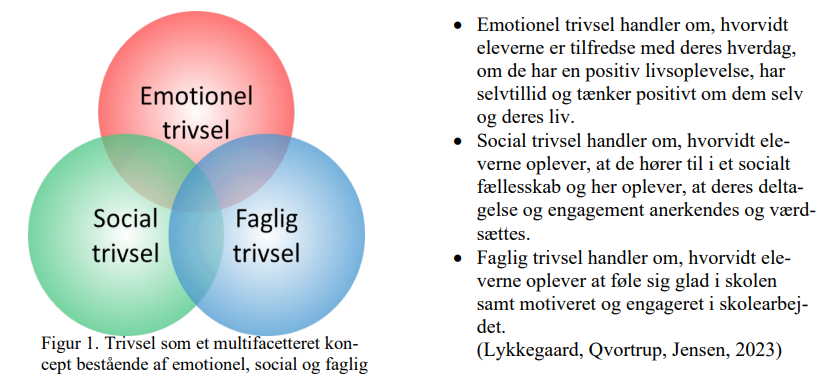 Emotionel
trivsel
Social
trivsel
Faglig
trivsel
Figur 1. Trivsel som et multifacetteret kon-
cept bestående af emotionel, social og faglig
• Emotionel trivsel handler om, hvorvidt
eleverne er tilfredse med deres hverdag,
om de har en positiv livsoplevelse, har
selvtillid og tænker positivt om dem selv
og deres liv.
• Social trivsel handler om, hvorvidt ele-
verne oplever, at de hører til i et socialt
fællesskab og her oplever, at deres delta-
gelse og engagement anerkendes og værd-
sættes.
• Faglig trivsel handler om, hvorvidt ele-
verne oplever at føle sig glad i skolen
samt motiveret og engageret i skolearbej-
det.
(Lykkegaard, Qvortrup, Jensen, 2023)